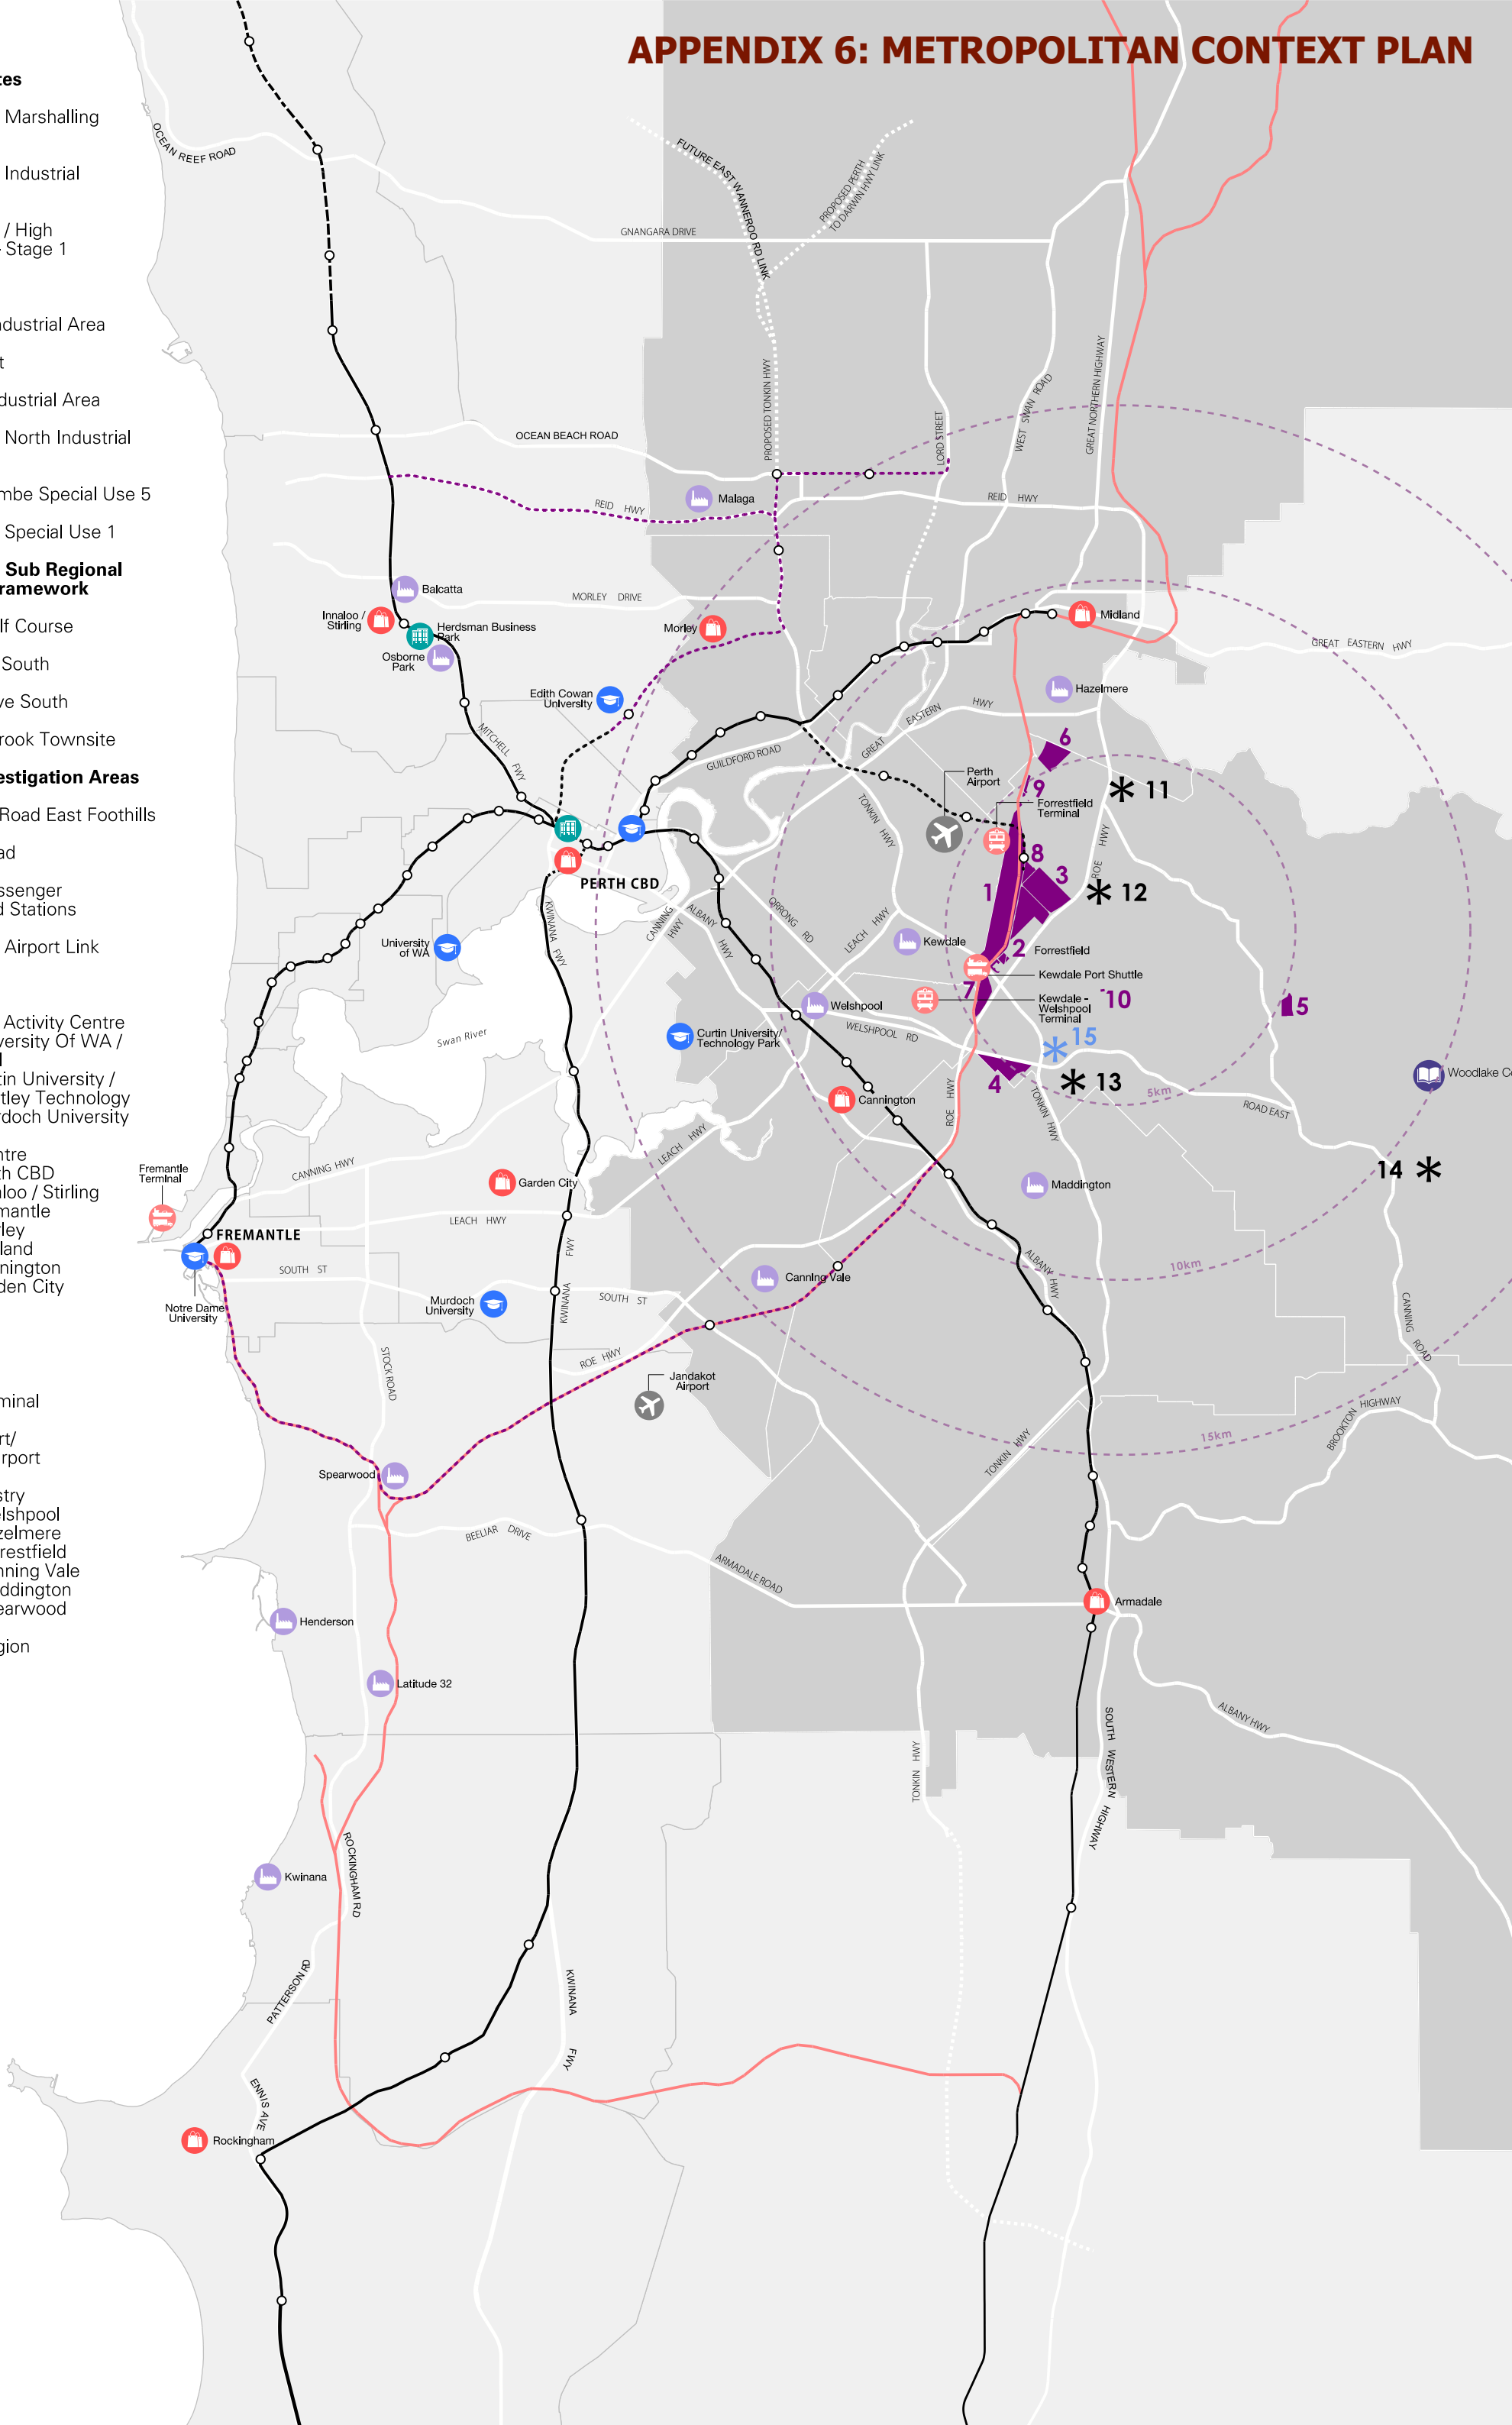 APPENDIX 6: METROPOLITAN CONTEXT PLAN
tes
Marshalling
Industrial
/ High
Stage 1
ndustrial Area
t
dustrial Area
North Industrial
mbe Special Use 5
Special Use 1
Sub Regional
ramework
lf Course
South
ve South
rook Townsite
estigation Areas
Road East Foothills
ad
ssenger
d Stations
Airport Link
Activity Centre
versity Of WA /
l
tin University /
tley Technology
rdoch University
ntre
th CBD
aloo / Stirling
mantle
rley
land
nnington
den City
minal
rt/
irport
stry
elshpool
zelmere
rrestfield
nning Vale
ddington
earwood
gion
OCEAN REEF ROAD
FUTURE EAST WANNEROO RD LINK
PROPOSED PERTH
TO DARWIN HWY LINK
GNANGARA DRIVE
PROPOSED TONKIN HWY
LORD STREET
WEST SWAN ROAD
GREAT NORTHERN HIGHWAY
OCEAN BEACH ROAD
Malaga
REID HWY
REID HWY
Balcatta
MORLEY DRIVE
Innaloo /
Stirling
Herdsman Business
Park
Osborne
Park
Morley
Midland
GREAT EASTERN HWY
Edith Cowan
University
Hazelmere
MITCHELL FWY
GUILDFORD ROAD
GREAT EASTERN HWY
6
Perth
Airport
9
11
Forrestfield
Terminal
TONKIN HWY
ROE HWY
8
3
1
12
PERTH CBD
KWINANA FWY
CANNING
HWY
ALBANY HWY
ORRONG RD
LEACH HWY
University
of WA
Kewdale
2
Forrestfield
Kewdale Port Shuttle
7
Kewdale -
Welshpool
Terminal
10
5
Welshpool
WELSHPOOL RD
Swan River
Curtin University/
Technology Park
15
4
13
5km
Woodlake Co
ROAD EAST
Cannington
ROE HWY
TONKIN HWY
LEACH HWY
CANNING HWY
Fremantle
Terminal
Garden City
Maddington
14
LEACH HWY
FREMANTLE
FWY
SOUTH ST
Canning Vale
ALBANY HWY
10km
Notre Dame
University
Murdoch
University
KWINANA
SOUTH ST
CANNING ROAD
STOCK ROAD
ROE HWY
Jandakot
Airport
BROOKTON HIGHWAY
15km
TONKIN HWY
Spearwood
BEELIAR DRIVE
ARMADALE ROAD
Armadale
Henderson
Latitude 32
ALBANY HWY
TONKIN HWY
SOUTH WESTERN HIGHWAY
ROCKINGHAM RD
Kwinana
PATTERSON RD
KWINANA FWY
ENNIS AVE
Rockingham